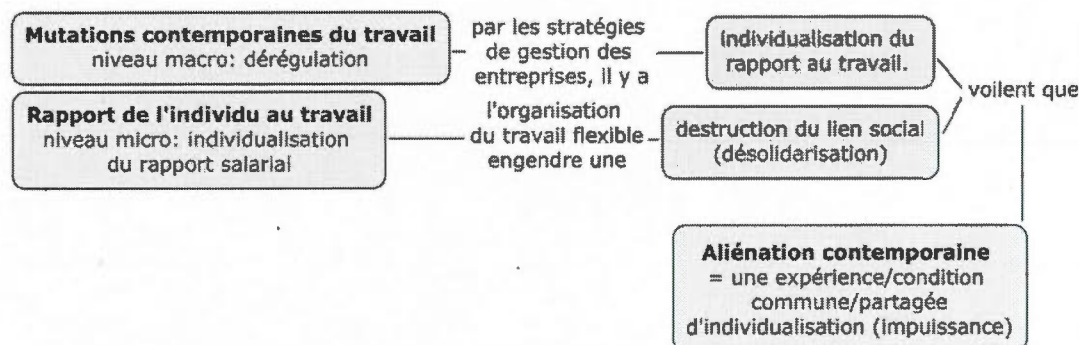 Mutations contemporaines du travail
niveau macro: dérégulation
par les stratégies
de gestion des
entreprises, il y a
individualisation du
rapport au travail.
Rapport de l'individu au travail
niveau micro: individualisation
du rapport salarial
l'organisation
du travail flexible
engendre une
destruction du lien social
(désolidarisation)
voilent que
Aliénation contemporaine
= une expérience/condition
commune/partagée
d'individualisation (impuissance)